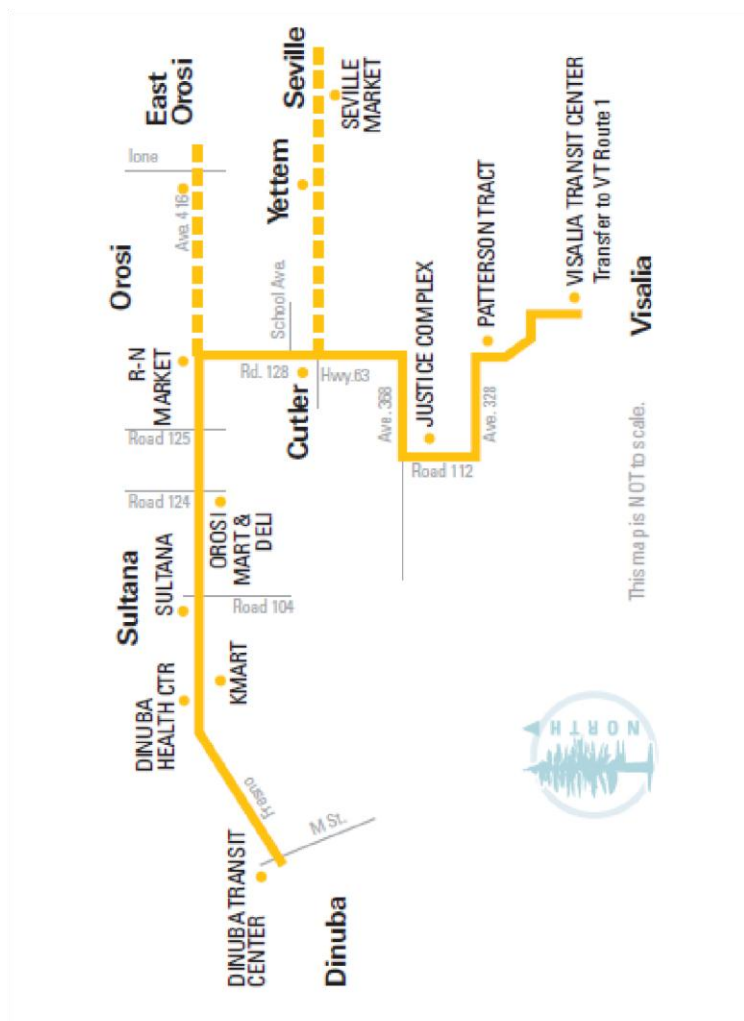 East
Orosi
Ione
Ave. 416
Orosi
R-N
MARKET
Road 125
Road 124
OROSI
MART &
DELI
Sultana
SULTANA
Road 104
DINUBA
HEALTH CTR
KMART
Fresno
M St.
DINUBA TRANSIT
CENTER
Dinuba
Seville
SEVILLE
MARKET
Yettem
School Ave.
Rd. 128
Cutler
Hwy. 63
Ave. 368
JUSTICE COMPLEX
Road 112
Ave. 328
PATTERSON TRACT
VISALIA TRANSIT CENTER
Transfer to VT Route 1
Visalia
This map is NOT to scale.
NORTH